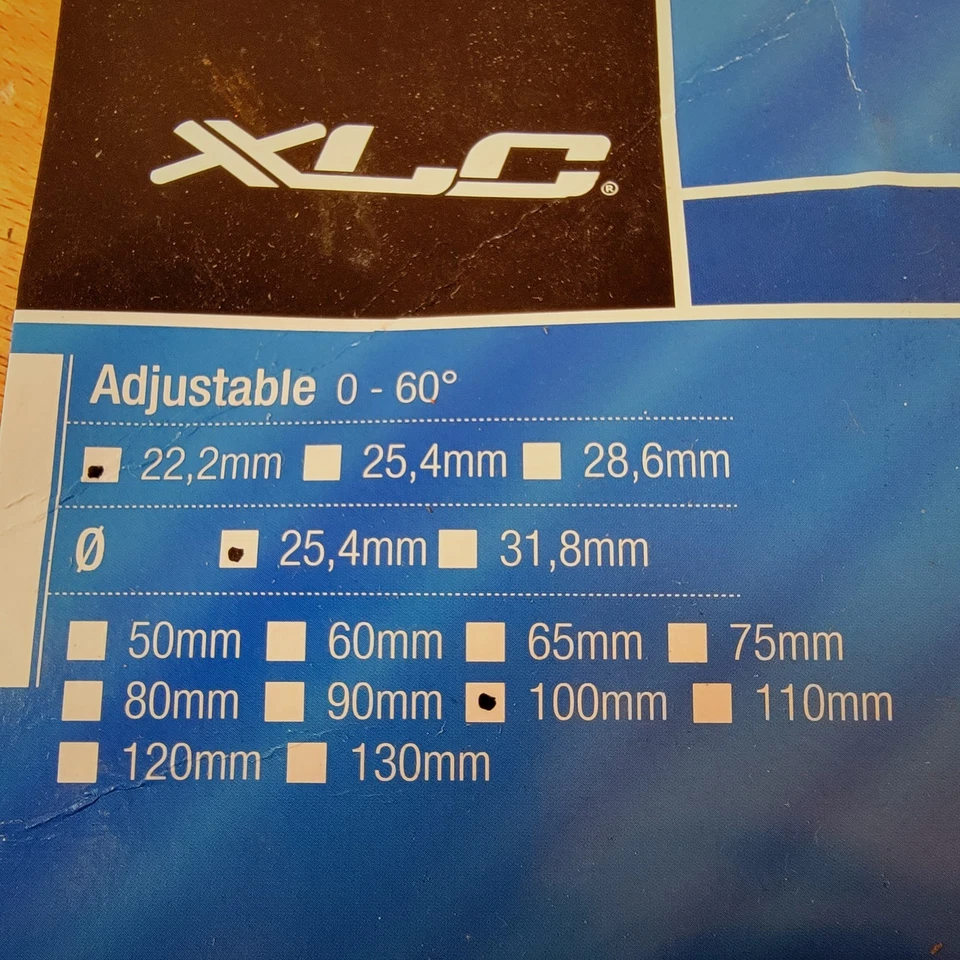 XLC®
Adjustable 0 - 60°
22,2mm 25,4mm 28,6mm
Ø 25,4mm 31,8mm
50mm 60mm 65mm 75mm
80mm 90mm 100mm 110mm
120mm 130mm